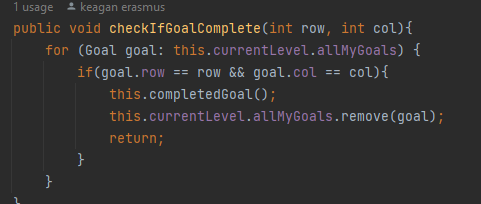 1 usage keagan erasmus
public void checkIfGoalComplete(int row, int col){
    for (Goal goal: this.currentLevel.allMyGoals) {
        if(goal.row == row && goal.col == col){
            this.completedGoal();
            this.currentLevel.allMyGoals.remove(goal);
            return;
        }
    }
}